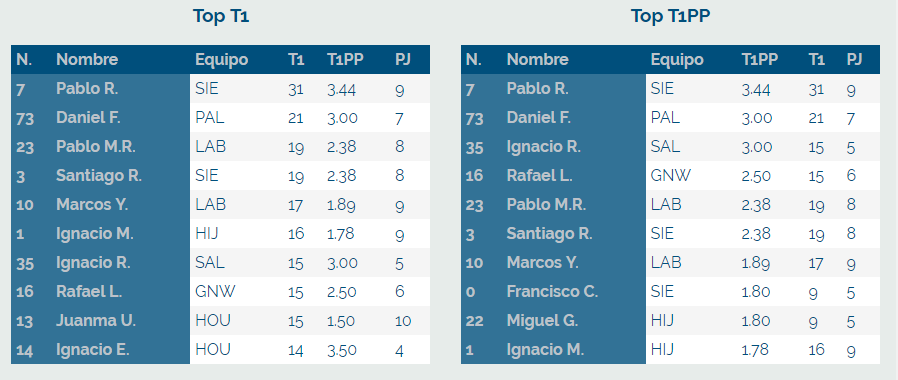 Top T1
N. Nombre Equipo T1 T1PP PJ
7 Pablo R. SIE 31 3.44 9
73 Daniel F. PAL 21 3.00 7
23 Pablo M.R. LAB 19 2.38 8
3 Santiago R. SIE 19 2.38 8
10 Marcos Y. LAB 17 1.89 9
1 Ignacio M. HIJ 16 1.78 9
35 Ignacio R. SAL 15 3.00 5
16 Rafael L. GNW 15 2.50 6
13 Juanma U. HOU 15 1.50 10
14 Ignacio E. HOU 14 3.50 4
Top T1PP
N. Nombre Equipo T1PP T1 PJ
7 Pablo R. SIE 3.44 31 9
73 Daniel F. PAL 3.00 21 7
35 Ignacio R. SAL 3.00 15 5
16 Rafael L. GNW 2.50 15 6
23 Pablo M.R. LAB 2.38 19 8
3 Santiago R. SIE 2.38 19 8
10 Marcos Y. LAB 1.89 17 9
0 Francisco C. SIE 1.80 9 5
22 Miguel G. HIJ 1.80 9 5
1 Ignacio M. HIJ 1.78 16 9